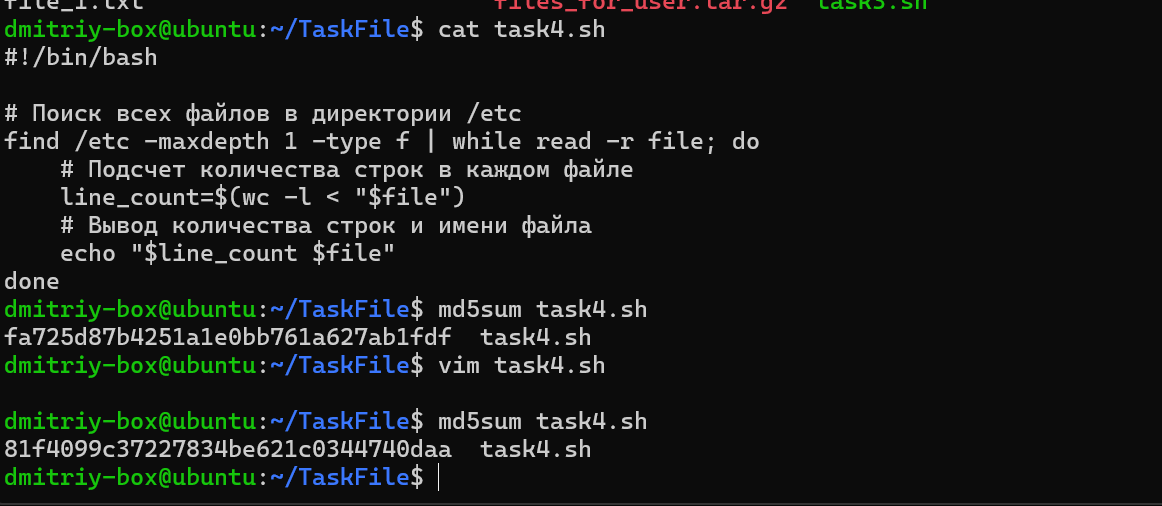 file_1.txt files_for_user.tar.gz task3.sh
dmitriy-box@ubuntu:~/TaskFile$ cat task4.sh
#!/bin/bash
# Поиск всех файлов в директории /etc
find /etc -maxdepth 1 -type f | while read -r file; do
    # Подсчет количества строк в каждом файле
    line_count=$(wc -l < "$file")
    # Вывод количества строк и имени файла
    echo "$line_count $file"
done
dmitriy-box@ubuntu:~/TaskFile$ md5sum task4.sh
fa725d87b4251a1e0bb761a627ab1fdf  task4.sh
dmitriy-box@ubuntu:~/TaskFile$ vim task4.sh
dmitriy-box@ubuntu:~/TaskFile$ md5sum task4.sh
81f4099c37227834be621c0344740daa  task4.sh
dmitriy-box@ubuntu:~/TaskFile$